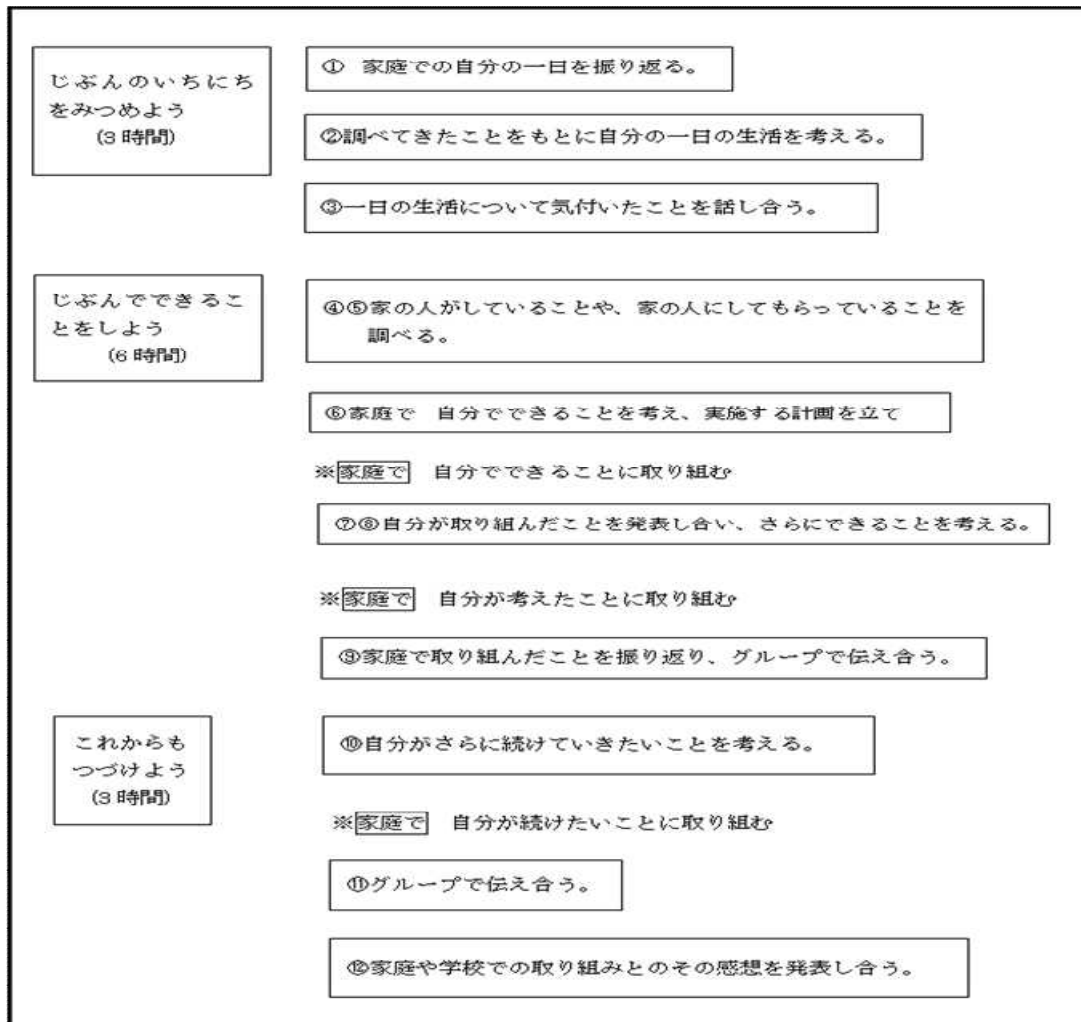 じぶんのいちにち
をみつめよう
(3時間)
① 家庭での自分の一日を振り返る。
②調べてきたことをもとに自分の一日の生活を考える。
③一日の生活について気付いたことを話し合う。
じぶんでできるこ
とをしよう
(6時間)
④⑤家の人がしていることや、家の人にしてもらっていることを
調べる。
⑥家庭で 自分でできることを考え、実施する計画を立て
※家庭で 自分でできることに取り組む
⑦⑧自分が取り組んだことを発表し合い、さらにできることを考える。
※家庭で 自分が考えたことに取り組む
⑨家庭で取り組んだことを振り返り、グループで伝え合う。
これからも
つづけよう
(3時間)
⑩自分がさらに続けていきたいことを考える。
※家庭で 自分が続けたいことに取り組む
⑪グループで伝え合う。
⑫家庭や学校での取り組みとのその感想を発表し合う。